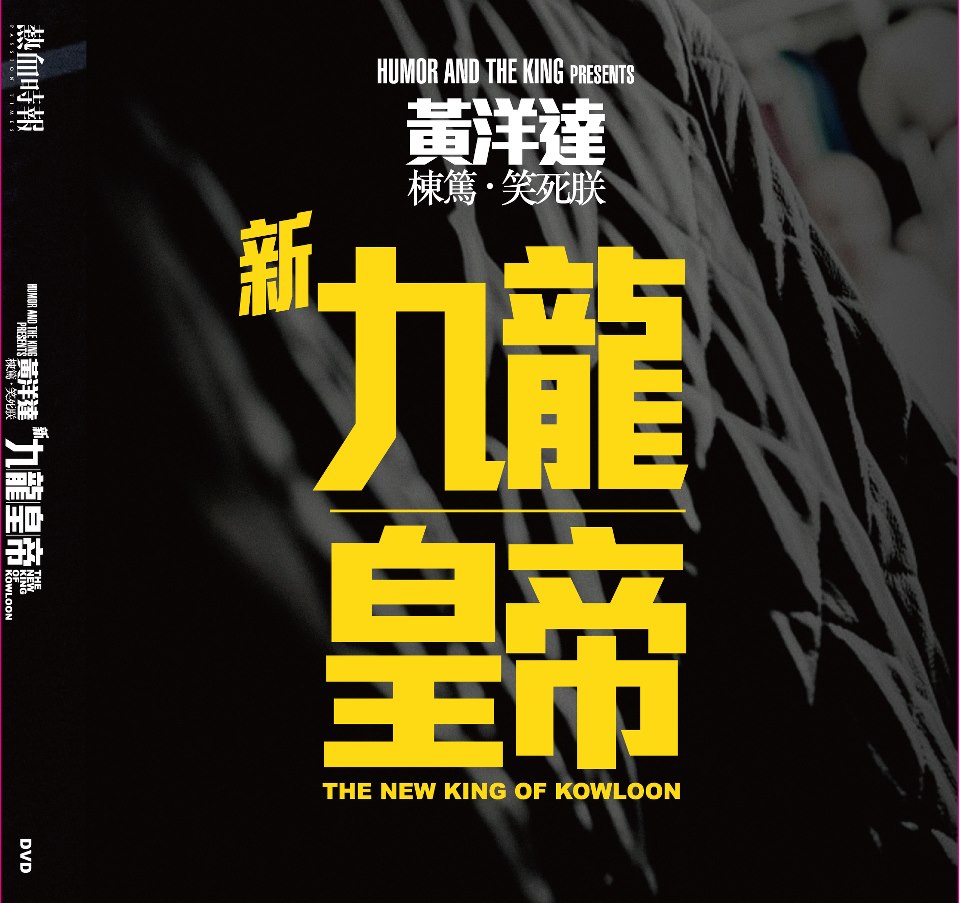 熱血時報
PASSION TIMES
HUMOR AND THE KING
PRESENTS
黃洋達
棟篤·笑死朕
新
九龍
皇帝
THE
NEW
KING
OF
KOWLOON
DVD
HUMOR AND THE KING PRESENTS
黃洋達
棟篤·笑死朕
新
九龍
皇帝
THE NEW KING OF KOWLOON